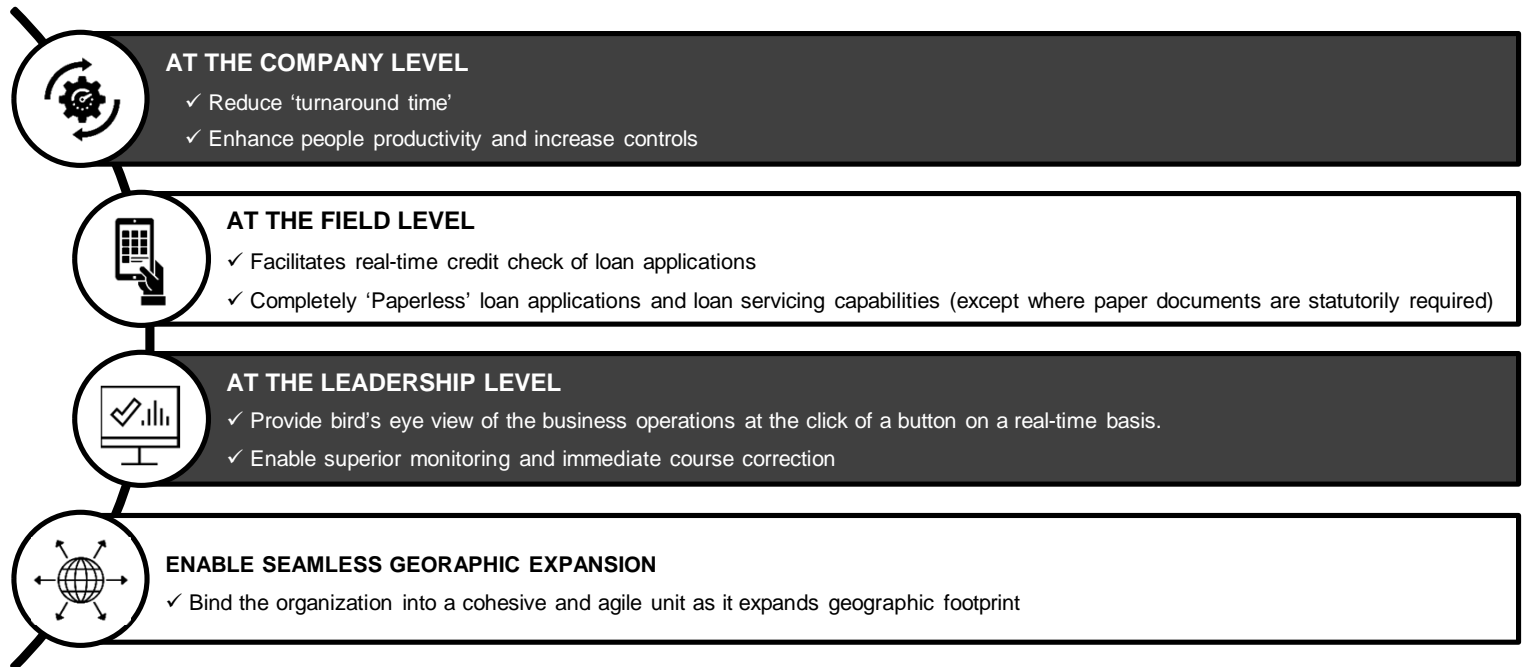 AT THE COMPANY LEVEL
✓ Reduce ‘turnaround time’
✓ Enhance people productivity and increase controls
AT THE FIELD LEVEL
✓ Facilitates real-time credit check of loan applications
✓ Completely ‘Paperless’ loan applications and loan servicing capabilities (except where paper documents are statutorily required)
AT THE LEADERSHIP LEVEL
✓ Provide bird’s eye view of the business operations at the click of a button on a real-time basis.
✓ Enable superior monitoring and immediate course correction
ENABLE SEAMLESS GEORAPHIC EXPANSION
✓ Bind the organization into a cohesive and agile unit as it expands geographic footprint